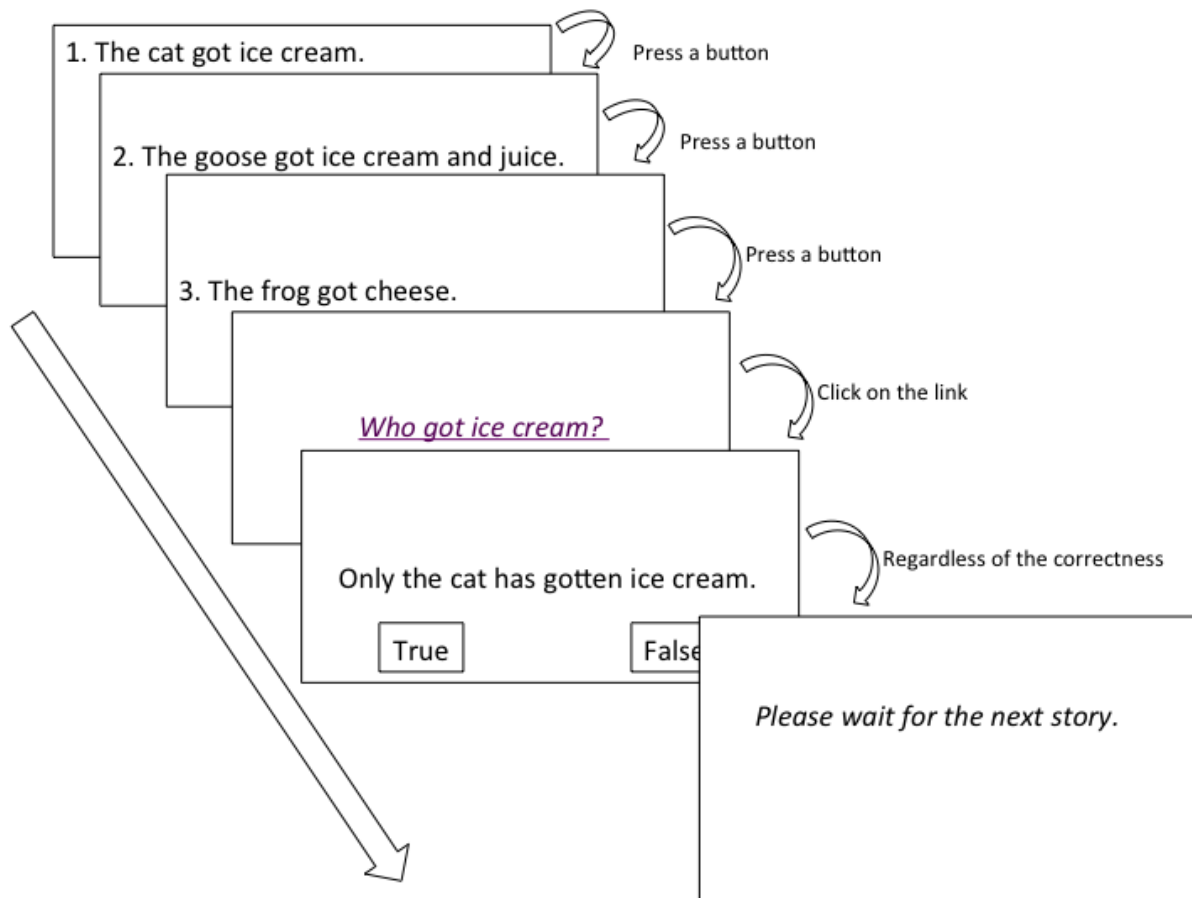 1. The cat got ice cream.
Press a button
2. The goose got ice cream and juice.
Press a button
3. The frog got cheese.
Press a button
Who got ice cream?
Click on the link
Only the cat has gotten ice cream.
True
False
Regardless of the correctness
Please wait for the next story.